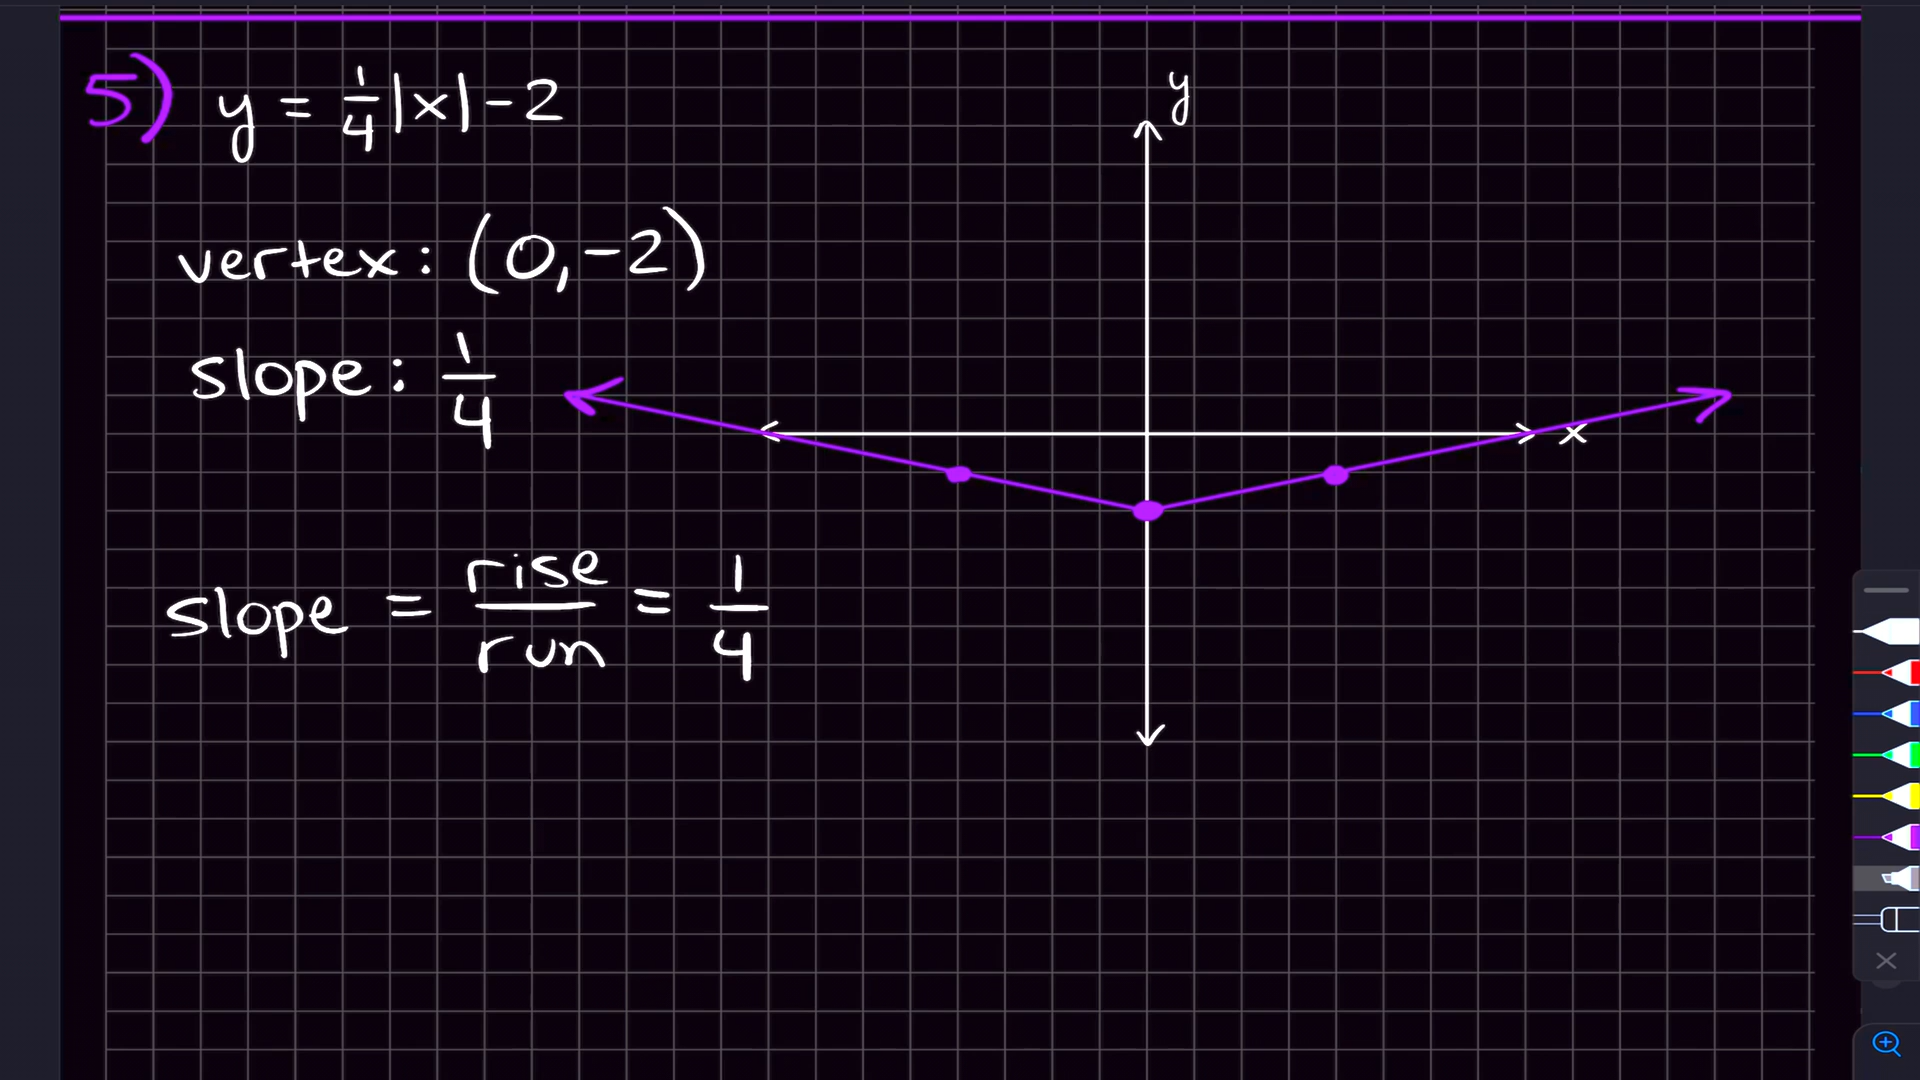 5) y = 1/4|x| - 2
y
vertex: (0, -2)
slope: 1/4
x
slope = rise/run = 1/4